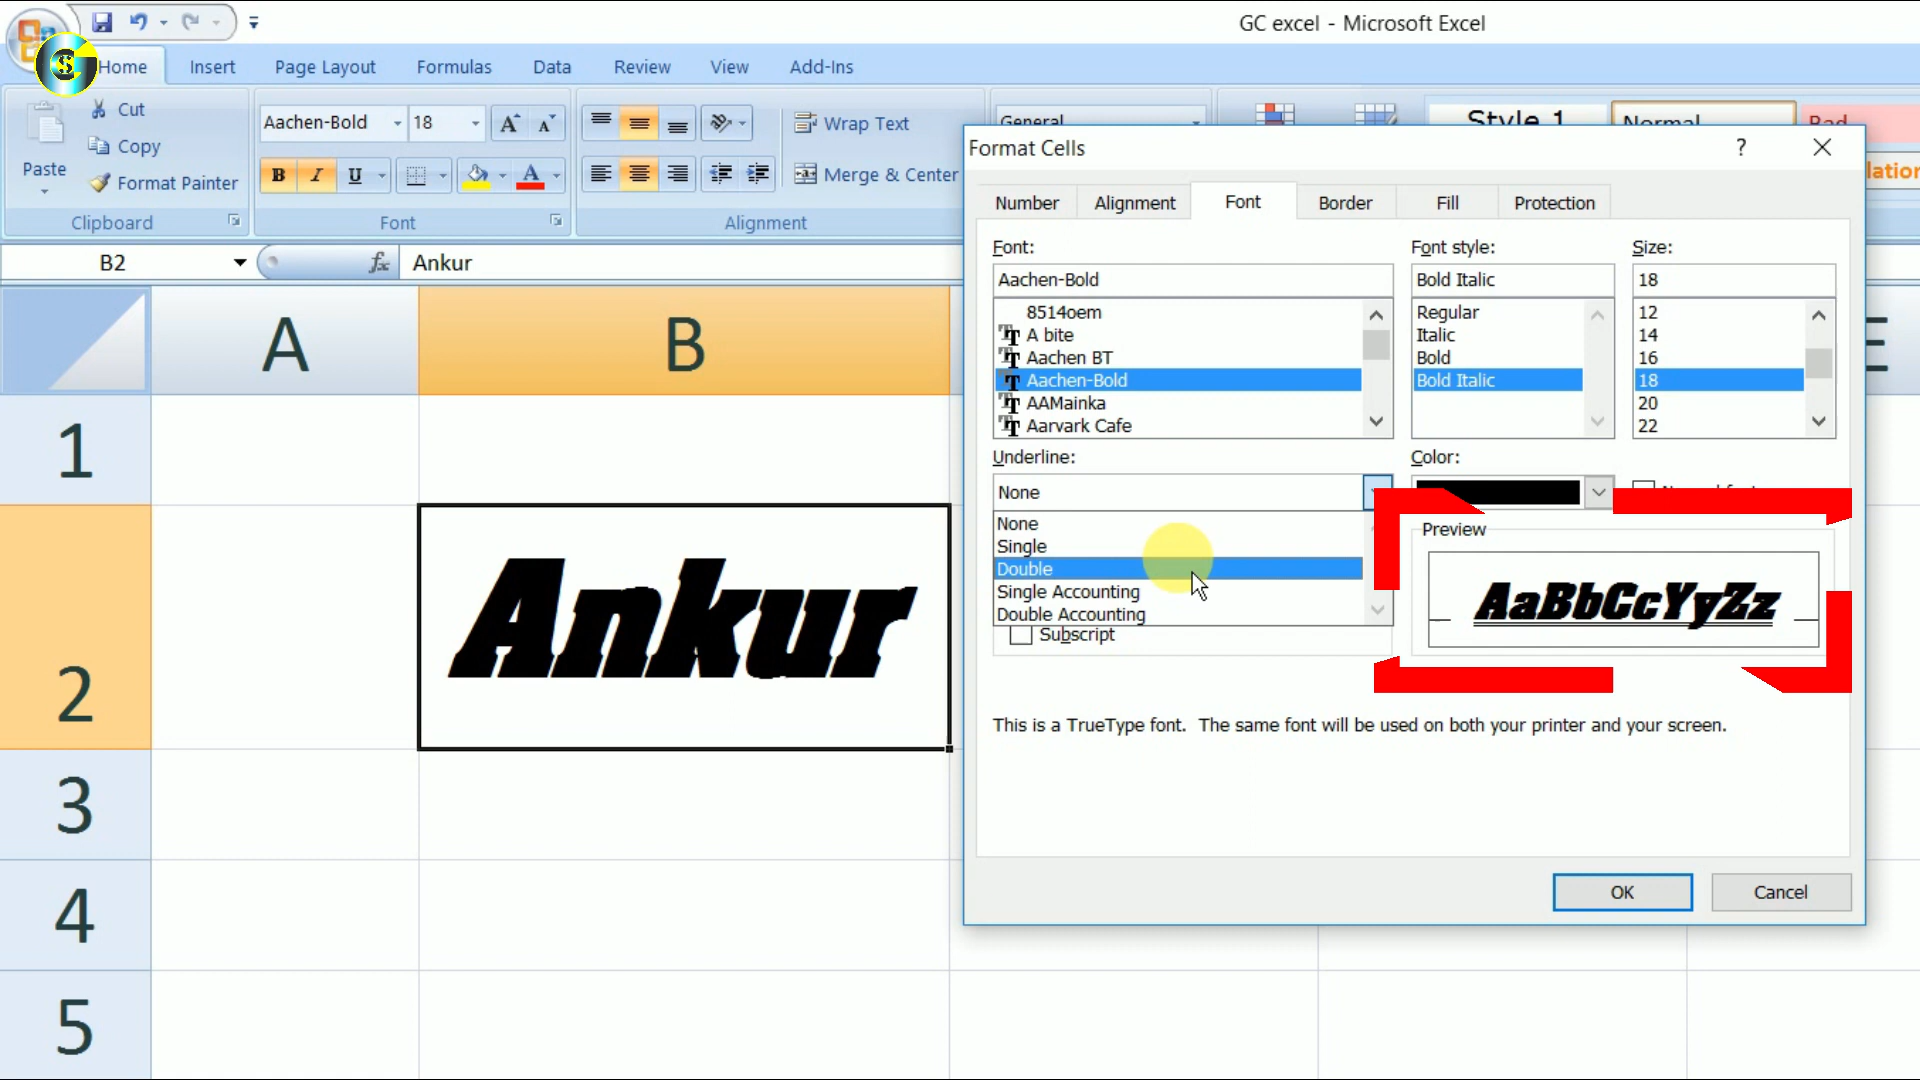 GC excel - Microsoft Excel
Home Insert Page Layout Formulas Data Review View Add-Ins
Cut
Copy
Format Painter
Paste
Clipboard
Aachen-Bold 18
B I U
Font
Wrap Text
Merge & Center
Alignment
General
Style 1
Normal
Bad
B2
fx
Ankur
A B E
1
2
3
4
5
Ankur
Format Cells ?
Number Alignment Font Border Fill Protection
Font: Font style: Size:
Aachen-Bold Bold Italic 18
8514oem Regular 12
A bite Italic 14
Aachen BT Bold 16
Aachen-Bold Bold Italic 18
AAMainka 20
Aarvark Cafe 22
Underline: Color:
None
None
Single
Double
Single Accounting
Double Accounting
Subscript
Preview
AaBbCcYyZz
This is a TrueType font. The same font will be used on both your printer and your screen.
OK Cancel